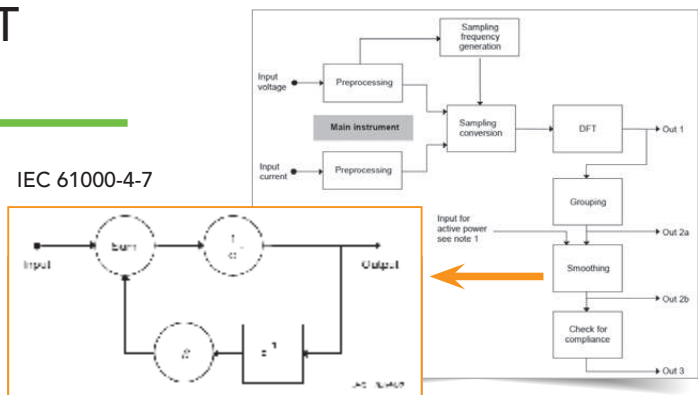 T
IEC 61000-4-7
Sampling
frequency
generation
Input
voltage
Preprocessing
Main instrument
Sampling
conversion
DFT
Out 1
Input
current
Preprocessing
Grouping
Input for
active power
see note 1
Out 2a
Smoothing
Out 2b
Check for
compliance
Out 3
Sum
Input
Output